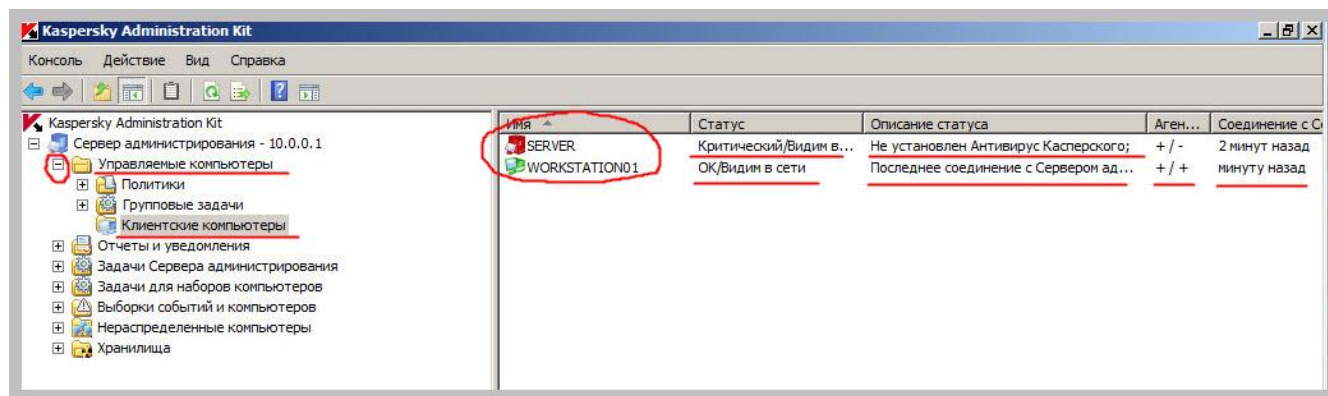 Kaspersky Administration Kit
Консоль Действие Вид Справка
Kaspersky Administration Kit
Сервер администрирования - 10.0.0.1
Управляемые компьютеры
Политики
Групповые задачи
Клиентские компьютеры
Отчеты и уведомления
Задачи Сервера администрирования
Задачи для наборов компьютеров
Выборки событий и компьютеров
Нераспределенные компьютеры
Хранилища
Имя Статус Описание статуса Аген... Соединение с С
SERVER Критический/Видим в... Не установлен Антивирус Касперского; + / - 2 минут назад
WORKSTATION01 OK/Видим в сети Последнее соединение с Сервером ад... + / + минуту назад